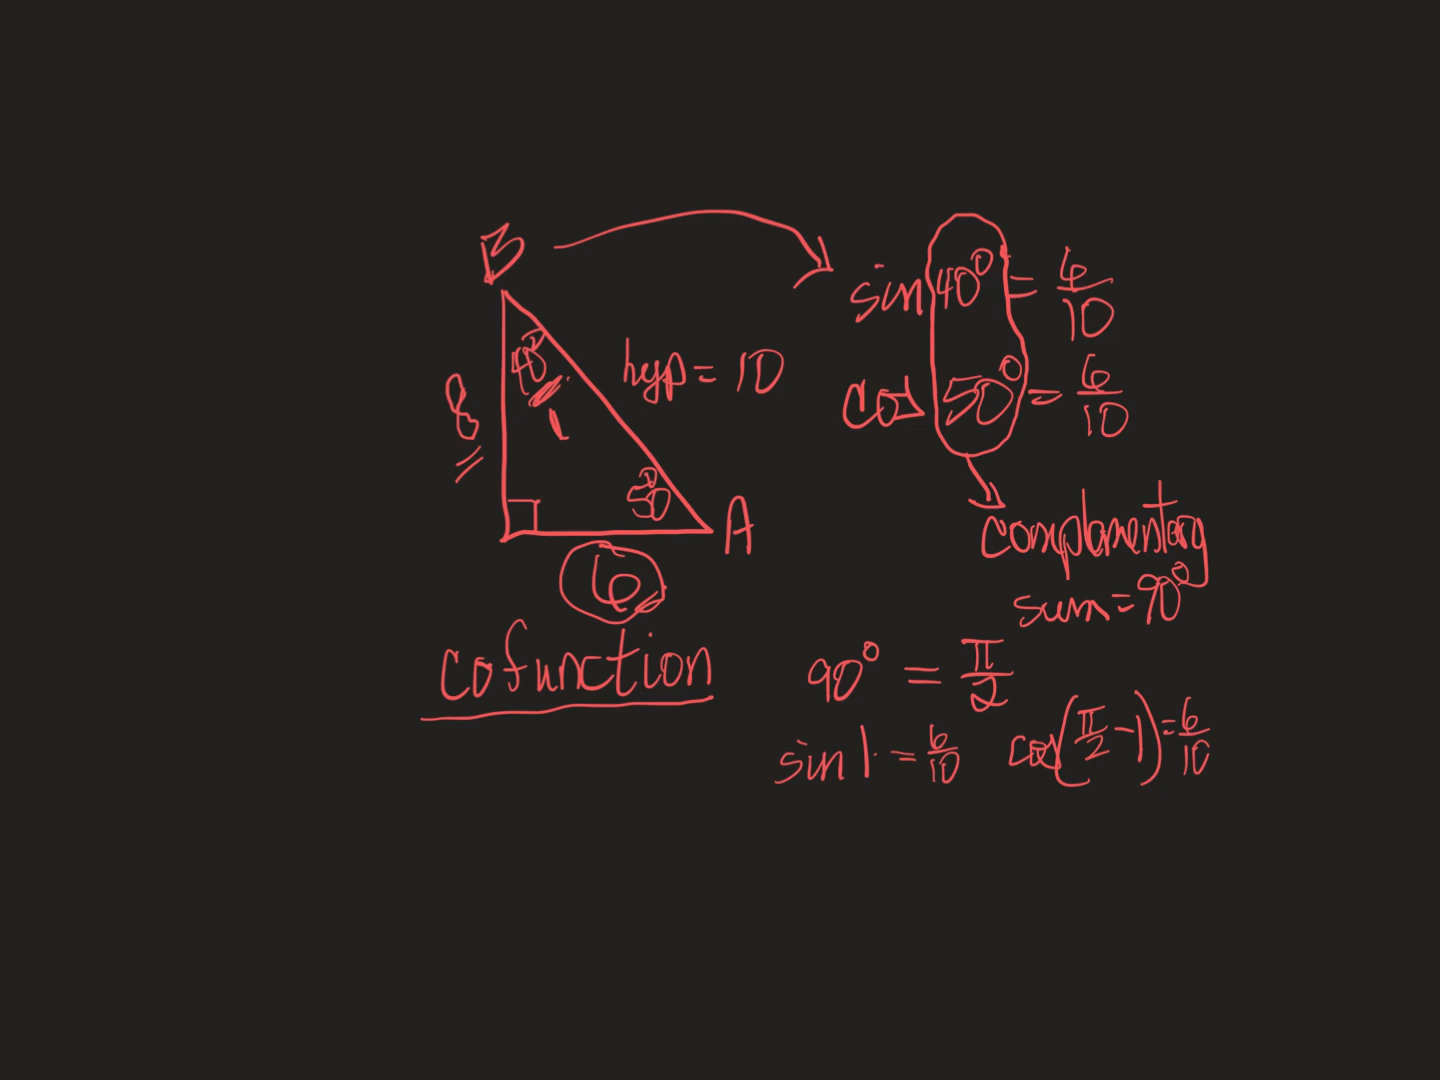 B
sin 40° = 6/10
40°
hyp = 10
8
1
cos 50° = 6/10
50°
A
complementary
sum = 90°
6
cofunction
90° = π/2
sin 1 = 6/10
cos(π/2 - 1) = 6/10